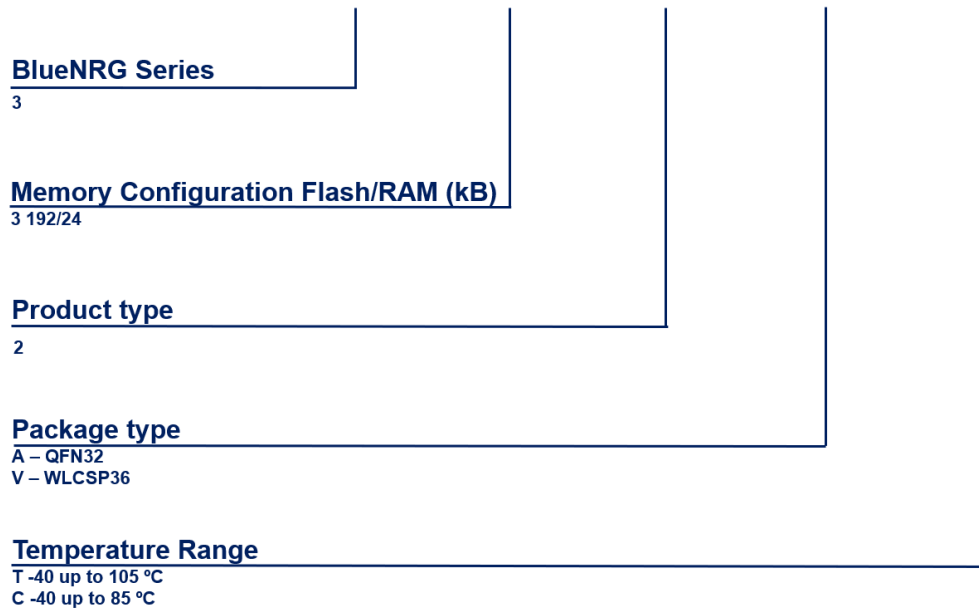 BlueNRG Series
3
Memory Configuration Flash/RAM (kB)
3 192/24
Product type
2
Package type
A – QFN32
V – WLCSP36
Temperature Range
T -40 up to 105 ºC
C -40 up to 85 ºC